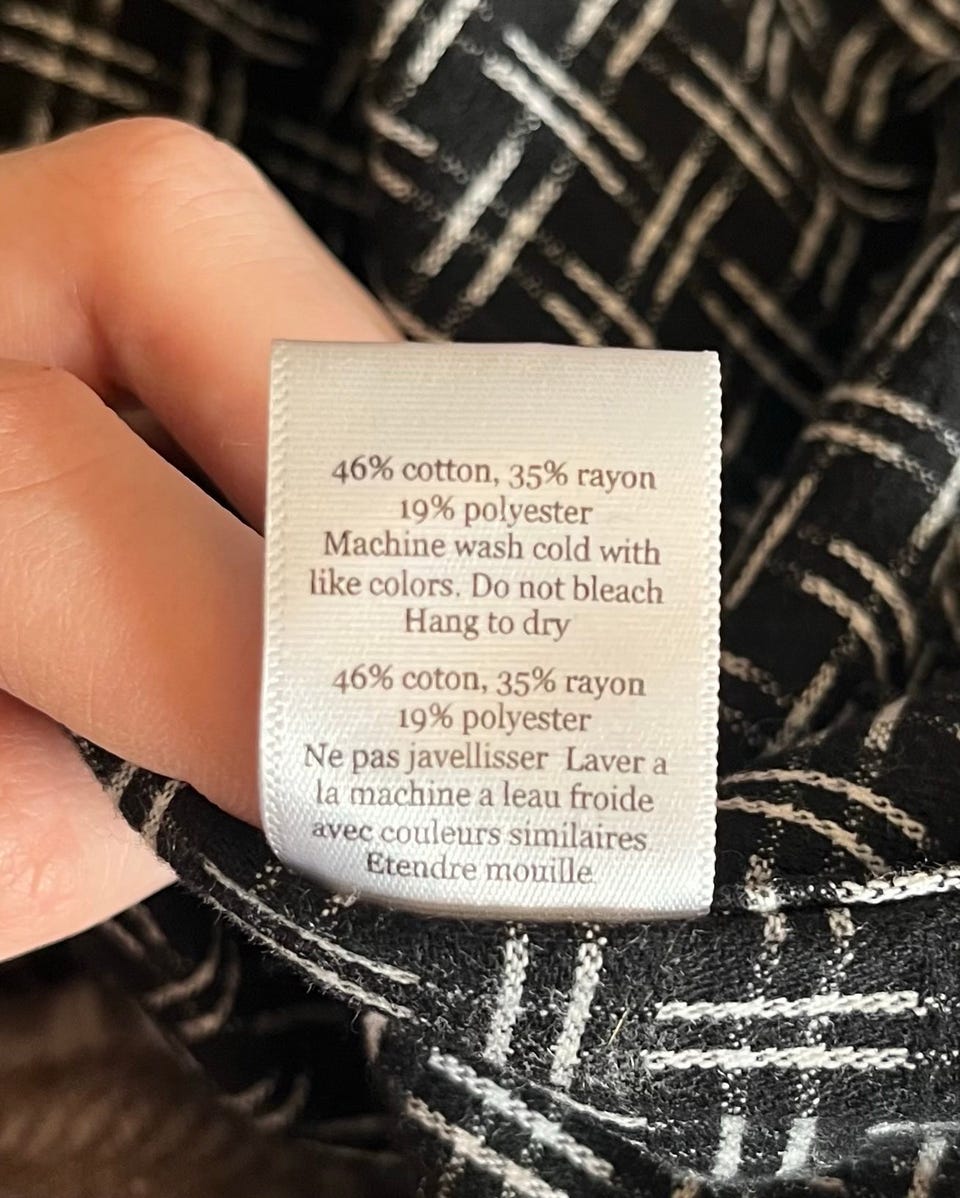 46% cotton, 35% rayon
19% polyester
Machine wash cold with
like colors. Do not bleach
Hang to dry
46% coton, 35% rayon
19% polyester
Ne pas javellisser Laver a
la machine a leau froide
avec couleurs similaires
Etendre mouille